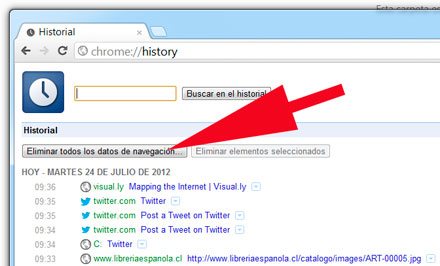 Esta carpeta e
Historial
chrome://history
Buscar en el historial
Historial
Eliminar todos los datos de navegación... Eliminar elementos seleccionados
HOY - MARTES 24 DE JULIO DE 2012
09:36 visual.ly Mapping the Internet | Visual.ly
09:35 twitter.com Twitter
09:35 twitter.com Post a Tweet on Twitter
09:34 twitter.com Post a Tweet on Twitter
09:34 C: Twitter
09:33 www.libreriaespanola.cl http://www.libreriaespanola.cl/catalogo/images/ART-00005.jpg